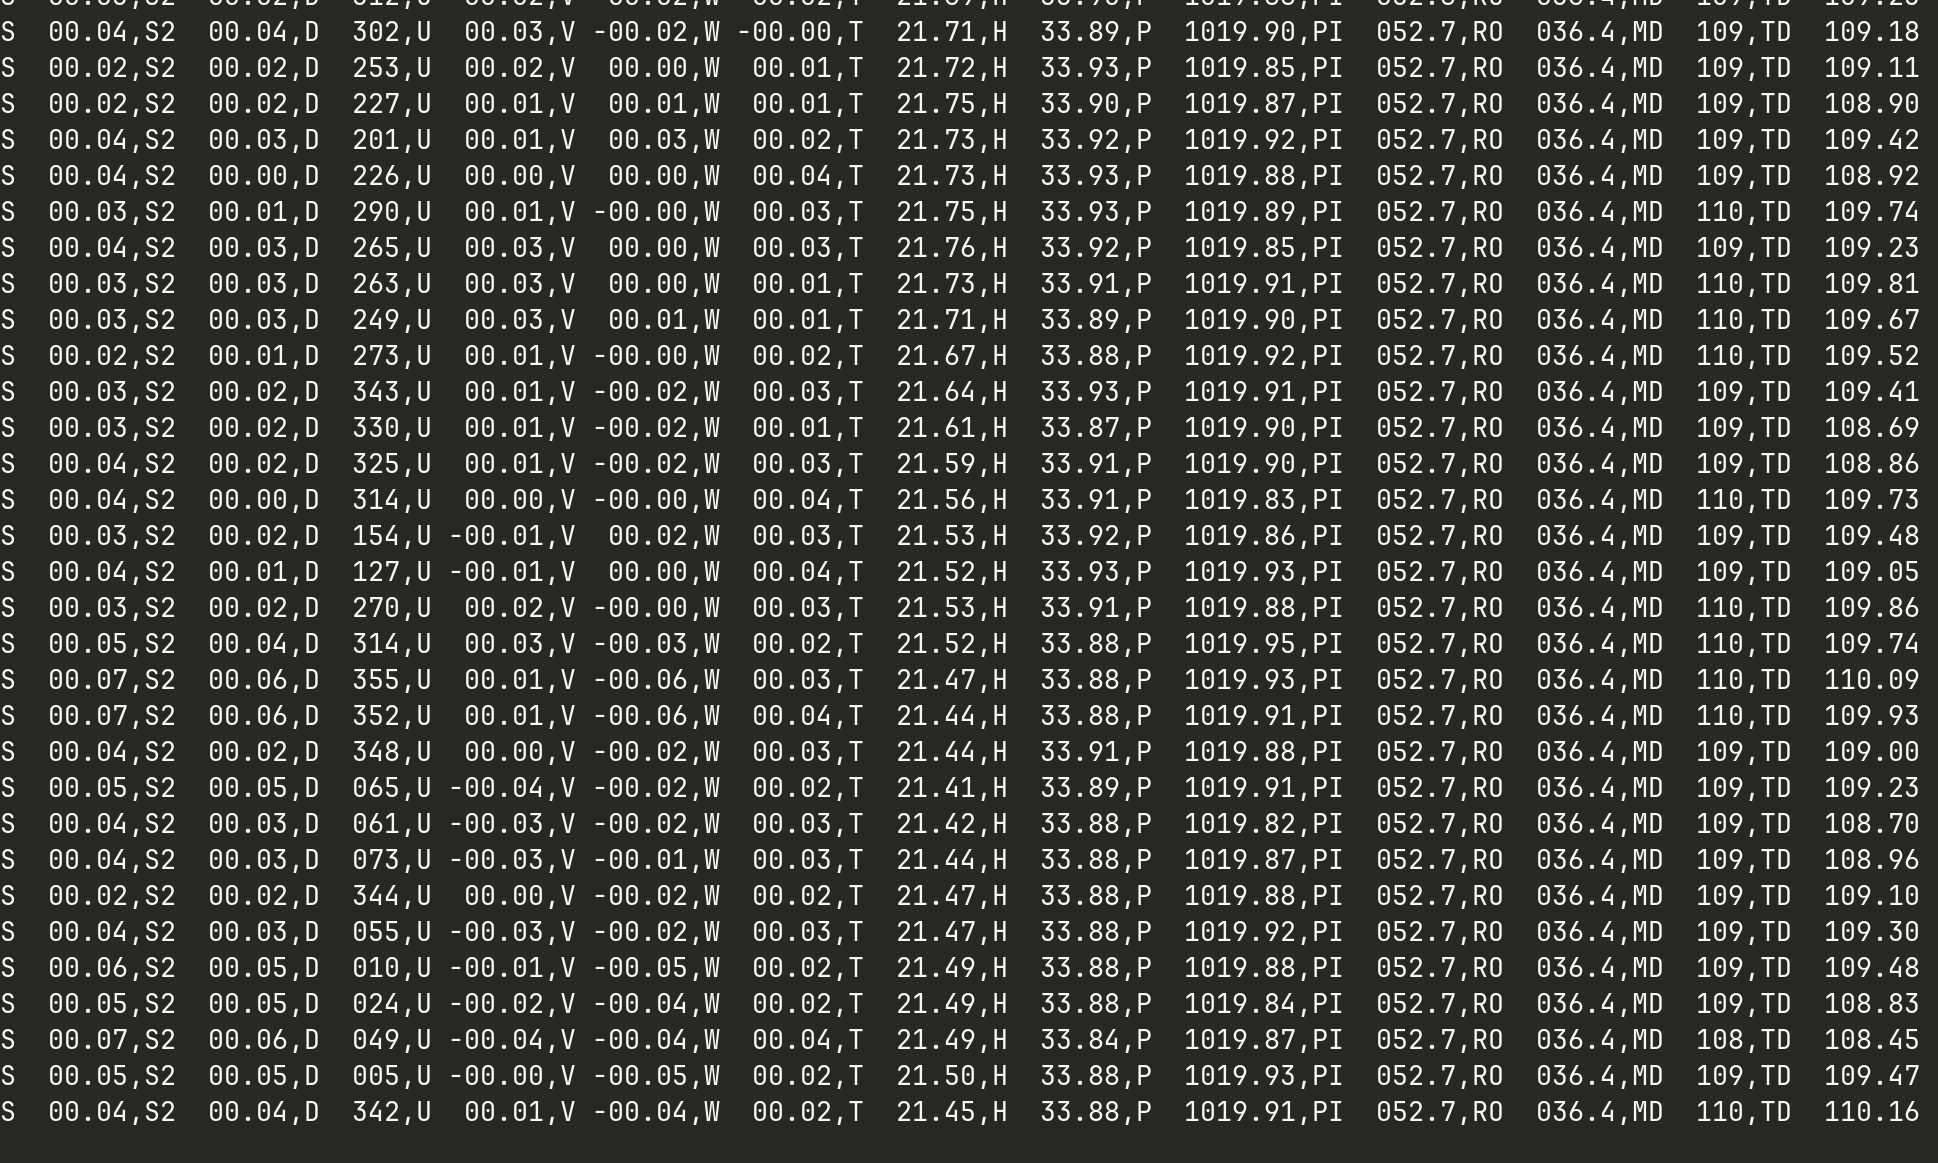 S  00.04,S2  00.04,D  302,U  00.03,V -00.02,W -00.00,T  21.71,H  33.89,P  1019.90,PI  052.7,RO  036.4,MD  109,TD  109.18
S  00.02,S2  00.02,D  253,U  00.02,V  00.00,W  00.01,T  21.72,H  33.93,P  1019.85,PI  052.7,RO  036.4,MD  109,TD  109.11
S  00.02,S2  00.02,D  227,U  00.01,V  00.01,W  00.01,T  21.75,H  33.90,P  1019.87,PI  052.7,RO  036.4,MD  109,TD  108.90
S  00.04,S2  00.03,D  201,U  00.01,V  00.03,W  00.02,T  21.73,H  33.92,P  1019.92,PI  052.7,RO  036.4,MD  109,TD  109.42
S  00.04,S2  00.00,D  226,U  00.00,V  00.00,W  00.04,T  21.73,H  33.93,P  1019.88,PI  052.7,RO  036.4,MD  109,TD  108.92
S  00.03,S2  00.01,D  290,U  00.01,V -00.00,W  00.03,T  21.75,H  33.93,P  1019.89,PI  052.7,RO  036.4,MD  110,TD  109.74
S  00.04,S2  00.03,D  265,U  00.03,V  00.00,W  00.03,T  21.76,H  33.92,P  1019.85,PI  052.7,RO  036.4,MD  109,TD  109.23
S  00.03,S2  00.03,D  263,U  00.03,V  00.00,W  00.01,T  21.73,H  33.91,P  1019.91,PI  052.7,RO  036.4,MD  110,TD  109.81
S  00.03,S2  00.03,D  249,U  00.03,V  00.01,W  00.01,T  21.71,H  33.89,P  1019.90,PI  052.7,RO  036.4,MD  110,TD  109.67
S  00.02,S2  00.01,D  273,U  00.01,V -00.00,W  00.02,T  21.67,H  33.88,P  1019.92,PI  052.7,RO  036.4,MD  110,TD  109.52
S  00.03,S2  00.02,D  343,U  00.01,V -00.02,W  00.03,T  21.64,H  33.93,P  1019.91,PI  052.7,RO  036.4,MD  109,TD  109.41
S  00.03,S2  00.02,D  330,U  00.01,V -00.02,W  00.01,T  21.61,H  33.87,P  1019.90,PI  052.7,RO  036.4,MD  109,TD  108.69
S  00.04,S2  00.02,D  325,U  00.01,V -00.02,W  00.03,T  21.59,H  33.91,P  1019.90,PI  052.7,RO  036.4,MD  109,TD  108.86
S  00.04,S2  00.00,D  314,U  00.00,V -00.00,W  00.04,T  21.56,H  33.91,P  1019.83,PI  052.7,RO  036.4,MD  110,TD  109.73
S  00.03,S2  00.02,D  154,U -00.01,V  00.02,W  00.03,T  21.53,H  33.92,P  1019.86,PI  052.7,RO  036.4,MD  109,TD  109.48
S  00.04,S2  00.01,D  127,U -00.01,V  00.00,W  00.04,T  21.52,H  33.93,P  1019.93,PI  052.7,RO  036.4,MD  109,TD  109.05
S  00.03,S2  00.02,D  270,U  00.02,V -00.00,W  00.03,T  21.53,H  33.91,P  1019.88,PI  052.7,RO  036.4,MD  110,TD  109.86
S  00.05,S2  00.04,D  314,U  00.03,V -00.03,W  00.02,T  21.52,H  33.88,P  1019.95,PI  052.7,RO  036.4,MD  110,TD  109.74
S  00.07,S2  00.06,D  355,U  00.01,V -00.06,W  00.03,T  21.47,H  33.88,P  1019.93,PI  052.7,RO  036.4,MD  110,TD  110.09
S  00.07,S2  00.06,D  352,U  00.01,V -00.06,W  00.04,T  21.44,H  33.88,P  1019.91,PI  052.7,RO  036.4,MD  110,TD  109.93
S  00.04,S2  00.02,D  348,U  00.00,V -00.02,W  00.03,T  21.44,H  33.91,P  1019.88,PI  052.7,RO  036.4,MD  109,TD  109.00
S  00.05,S2  00.05,D  065,U -00.04,V -00.02,W  00.02,T  21.41,H  33.89,P  1019.91,PI  052.7,RO  036.4,MD  109,TD  109.23
S  00.04,S2  00.03,D  061,U -00.03,V -00.02,W  00.03,T  21.42,H  33.88,P  1019.82,PI  052.7,RO  036.4,MD  109,TD  108.70
S  00.04,S2  00.03,D  073,U -00.03,V -00.01,W  00.03,T  21.44,H  33.88,P  1019.87,PI  052.7,RO  036.4,MD  109,TD  108.96
S  00.02,S2  00.02,D  344,U  00.00,V -00.02,W  00.02,T  21.47,H  33.88,P  1019.88,PI  052.7,RO  036.4,MD  109,TD  109.10
S  00.04,S2  00.03,D  055,U -00.03,V -00.02,W  00.03,T  21.47,H  33.88,P  1019.92,PI  052.7,RO  036.4,MD  109,TD  109.30
S  00.06,S2  00.05,D  010,U -00.01,V -00.05,W  00.02,T  21.49,H  33.88,P  1019.88,PI  052.7,RO  036.4,MD  109,TD  109.48
S  00.05,S2  00.05,D  024,U -00.02,V -00.04,W  00.02,T  21.49,H  33.88,P  1019.84,PI  052.7,RO  036.4,MD  109,TD  108.83
S  00.07,S2  00.06,D  049,U -00.04,V -00.04,W  00.04,T  21.49,H  33.84,P  1019.87,PI  052.7,RO  036.4,MD  108,TD  108.45
S  00.05,S2  00.05,D  005,U -00.00,V -00.05,W  00.02,T  21.50,H  33.88,P  1019.93,PI  052.7,RO  036.4,MD  109,TD  109.47
S  00.04,S2  00.04,D  342,U  00.01,V -00.04,W  00.02,T  21.45,H  33.88,P  1019.91,PI  052.7,RO  036.4,MD  110,TD  110.16